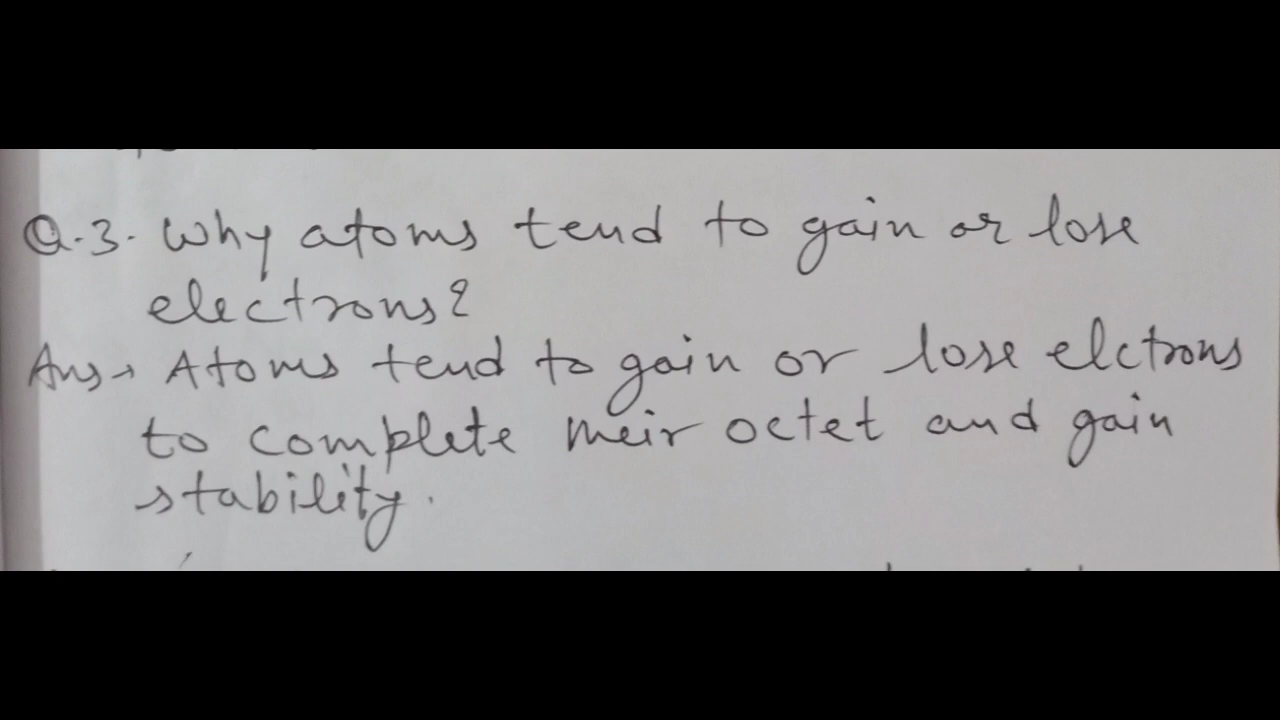 Q.3. Why atoms tend to gain or lose
electrons?
Ans→ Atoms tend to gain or lose elctrons
to complete their octet and gain
stability.